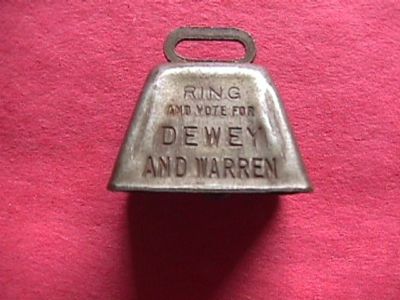 RING
AND VOTE FOR
DEWEY
AND WARREN